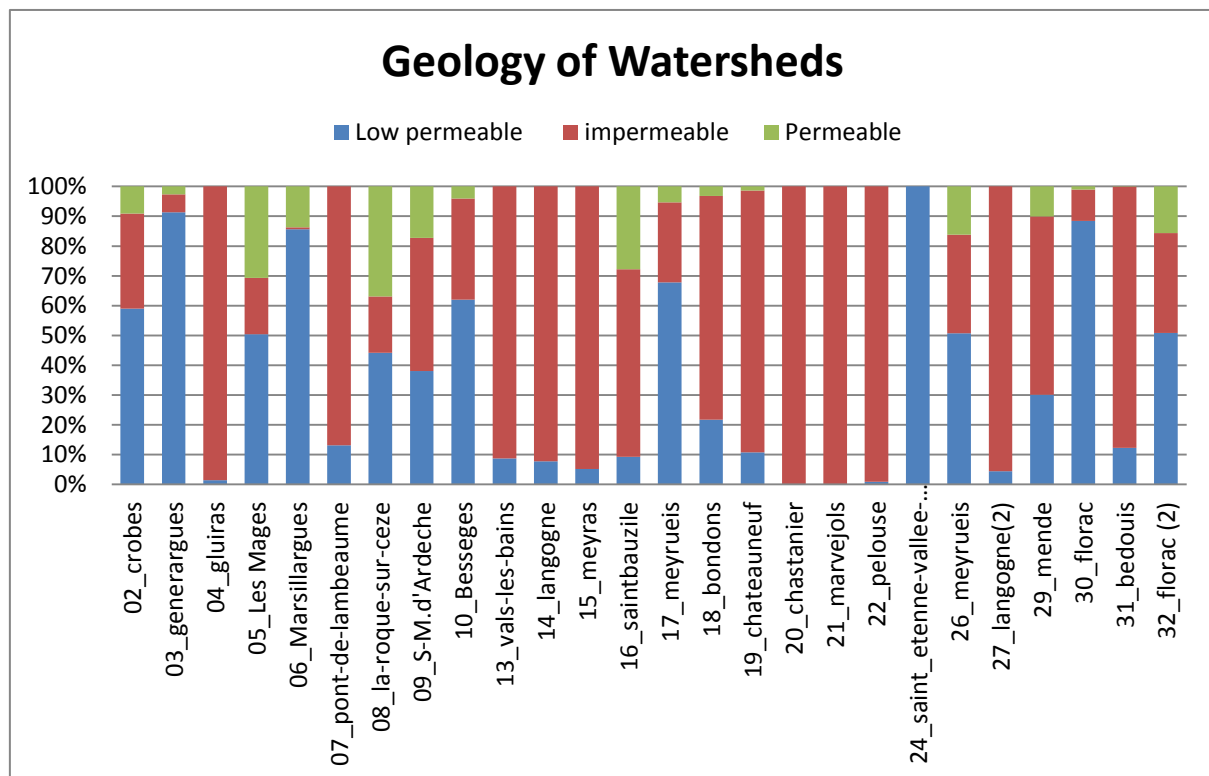 Geology of Watersheds
Low permeable impermeable Permeable
100%
90%
80%
70%
60%
50%
40%
30%
20%
10%
0%
02_crobes
03_generargues
04_gluiras
05_Les Mages
06_Marsillargues
07_pont-de-lambeaume
08_la-roque-sur-ceze
09_S-M.d'Ardeche
10_Besseges
13_vals-les-bains
14_langogne
15_meyras
16_saintbauzile
17_meyrueis
18_bondons
19_chateauneuf
20_chastanier
21_marvejols
22_pelouse
24_saint_etenne-vallee-...
26_meyrueis
27_langogne(2)
29_mende
30_florac
31_bedouis
32_florac (2)